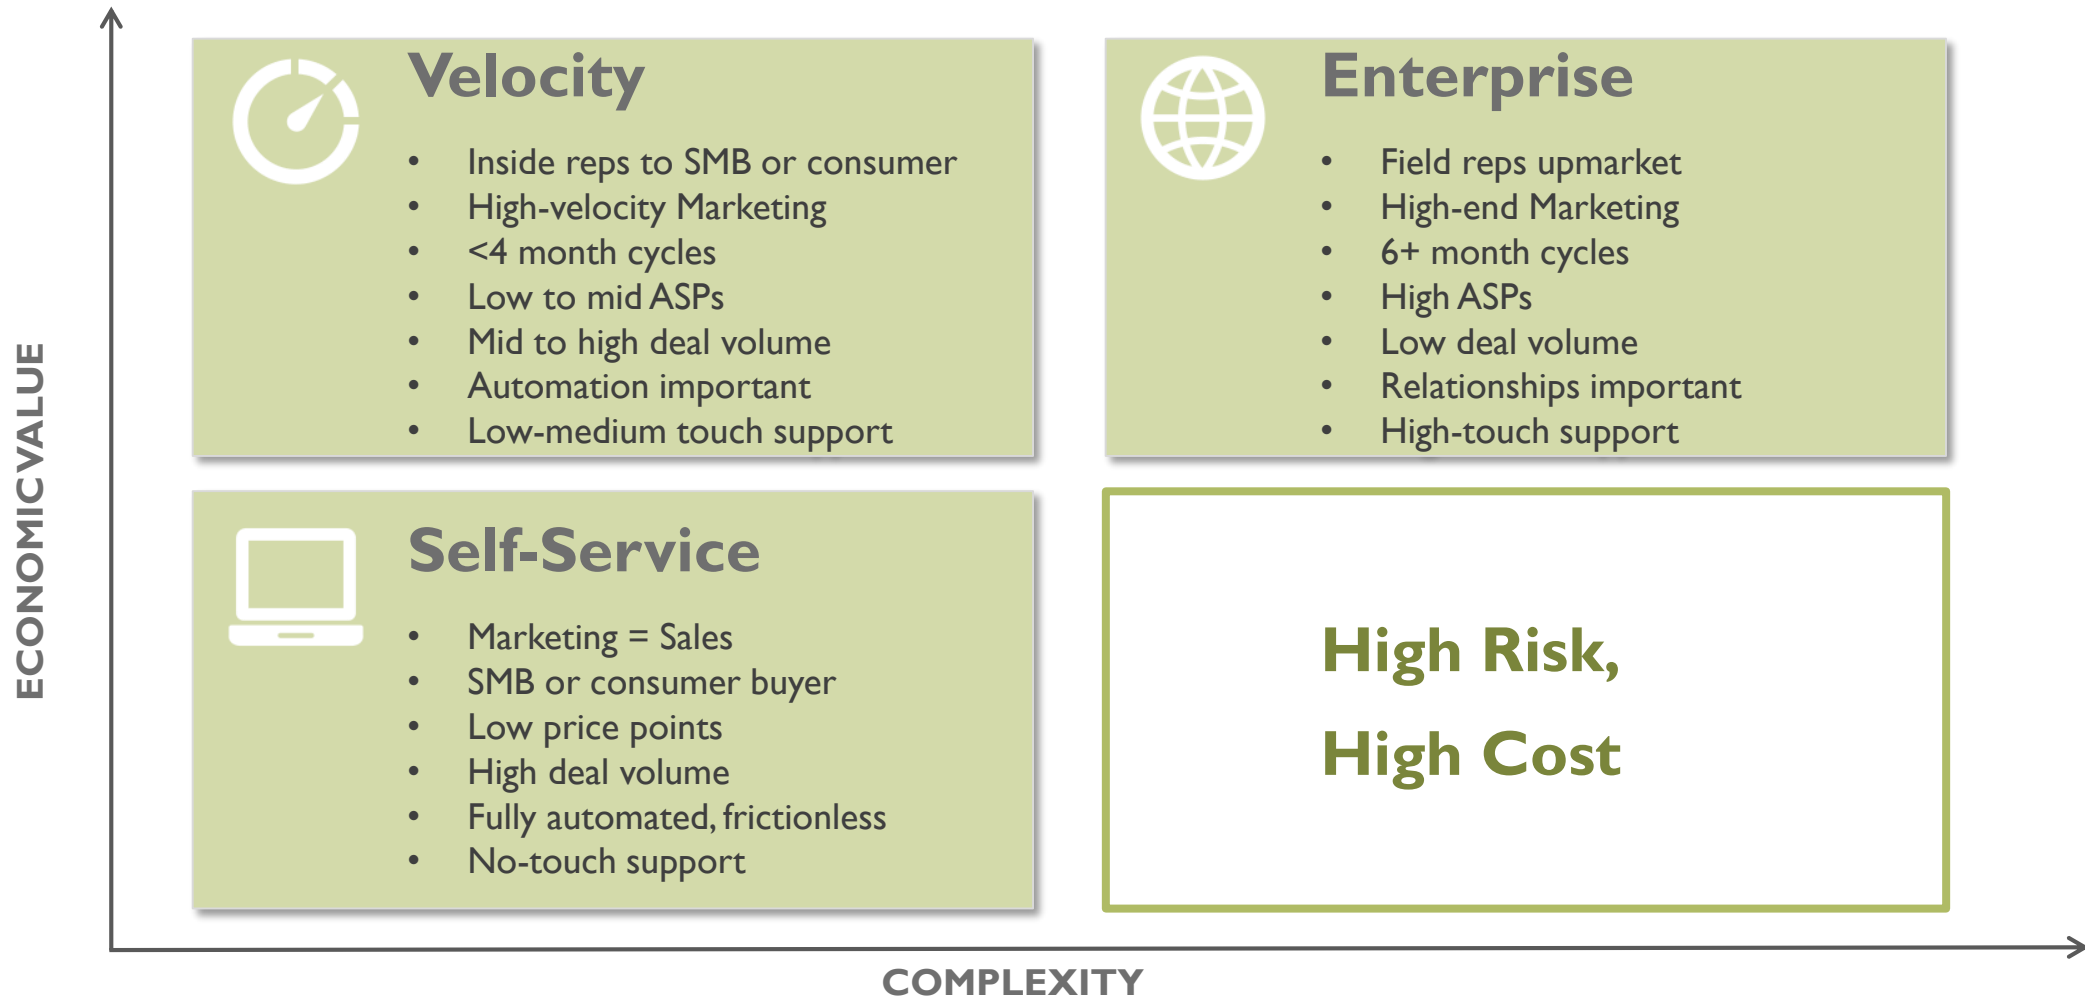 Velocity
• Inside reps to SMB or consumer
• High-velocity Marketing
• <4 month cycles
• Low to mid ASPs
• Mid to high deal volume
• Automation important
• Low-medium touch support
Enterprise
• Field reps upmarket
• High-end Marketing
• 6+ month cycles
• High ASPs
• Low deal volume
• Relationships important
• High-touch support
ECONOMIC VALUE
Self-Service
• Marketing = Sales
• SMB or consumer buyer
• Low price points
• High deal volume
• Fully automated, frictionless
• No-touch support
High Risk,
High Cost
COMPLEXITY